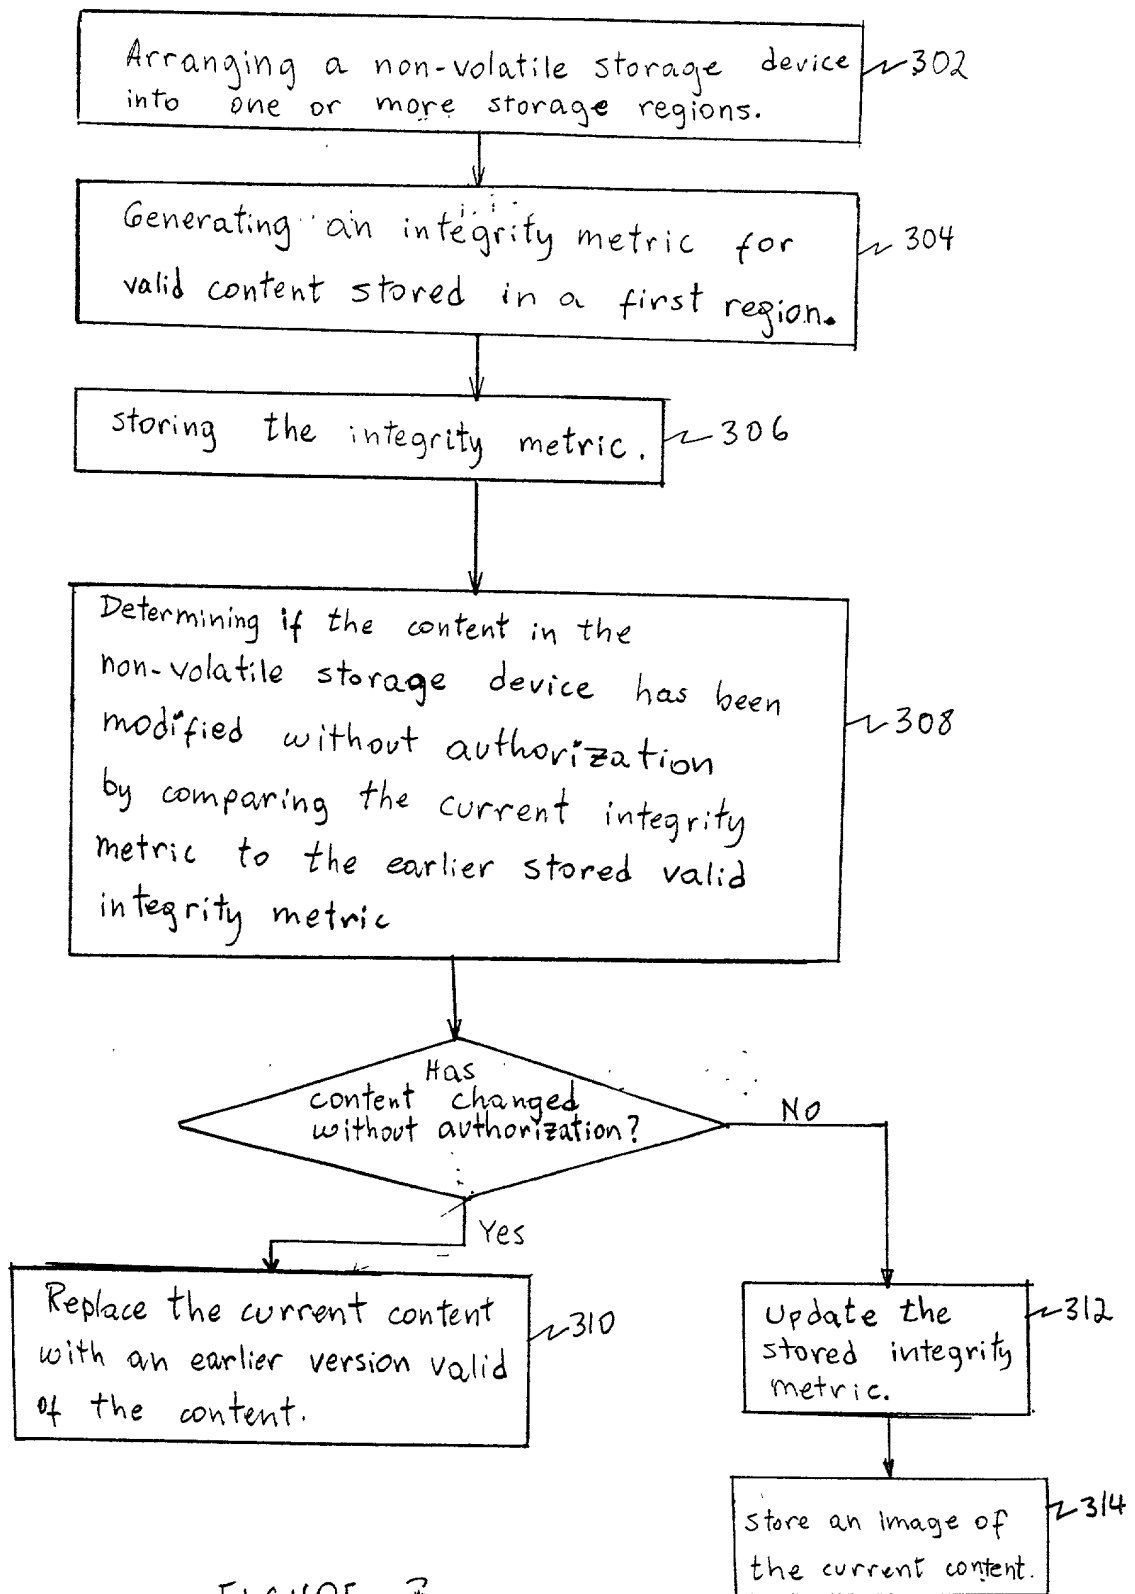 Arranging a non-volatile storage device
into one or more storage regions.
302
Generating an integrity metric for
valid content stored in a first region.
304
storing the integrity metric.
306
Determining if the content in the
non-volatile storage device has been
modified without authorization
by comparing the current integrity
metric to the earlier stored valid
integrity metric
308
Has
content changed
without authorization?
No
Yes
Replace the current content
with an earlier version valid
of the content.
310
Update the
stored integrity
metric.
312
store an image of
the current content.
314